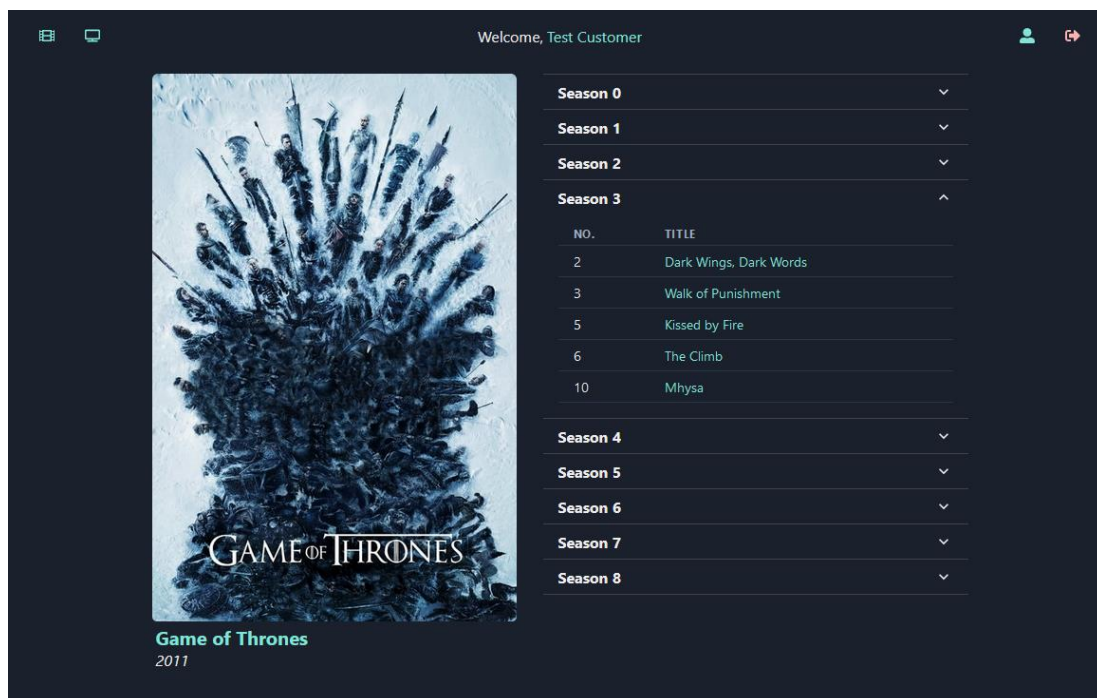 Welcome, Test Customer
GAME OF THRONES
Game of Thrones
2011
Season 0
Season 1
Season 2
Season 3
NO. TITLE
2 Dark Wings, Dark Words
3 Walk of Punishment
5 Kissed by Fire
6 The Climb
10 Mhysa
Season 4
Season 5
Season 6
Season 7
Season 8